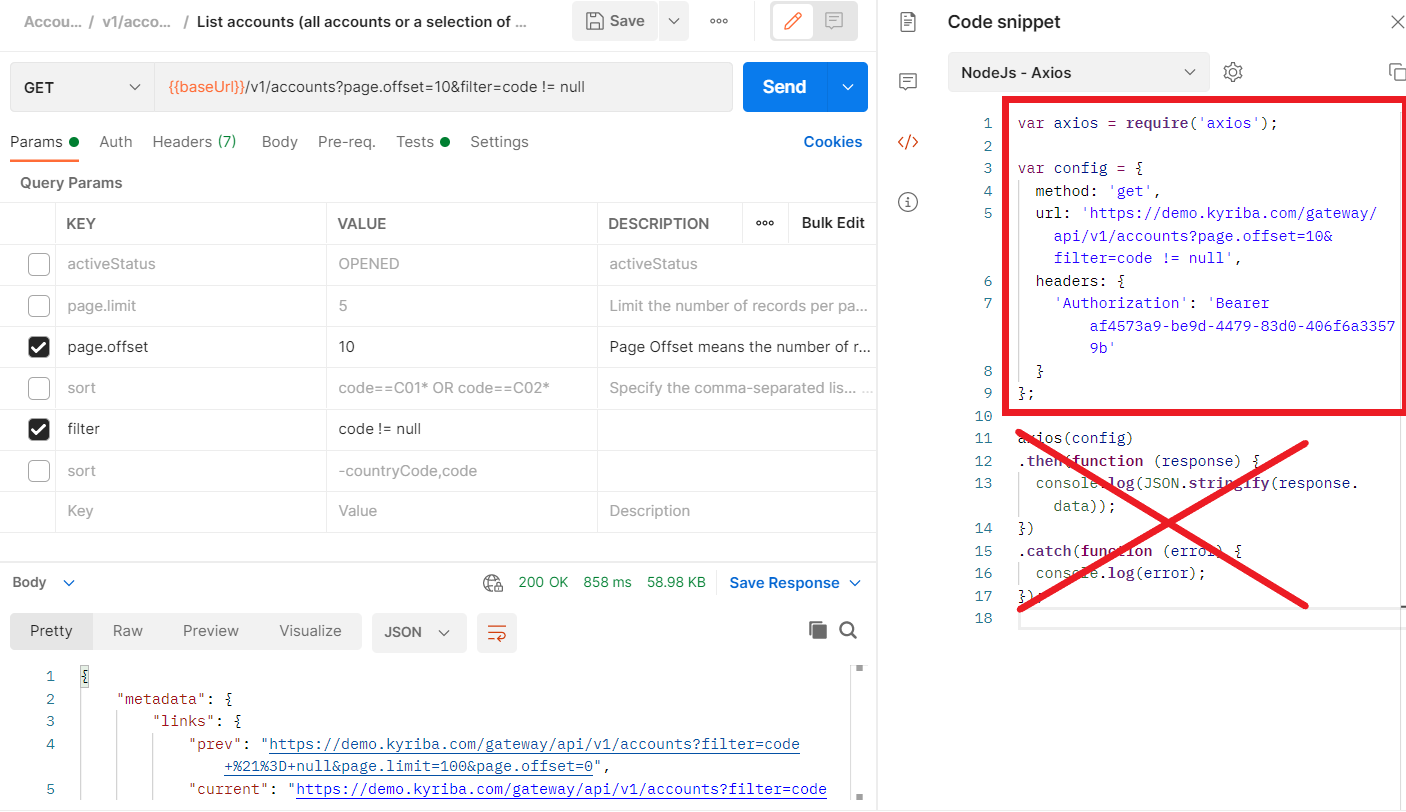 Accou... / v1/acco... / List accounts (all accounts or a selection of ...
Save
GET
{{baseUrl}}/v1/accounts?page.offset=10&filter=code != null
Send
Params Auth Headers (7) Body Pre-req. Tests Settings
Cookies
Query Params
KEY VALUE DESCRIPTION ooo Bulk Edit
activeStatus OPENED activeStatus
page.limit 5 Limit the number of records per pa...
page.offset 10 Page Offset means the number of r...
sort code==C01* OR code==C02* Specify the comma-separated lis... ...
filter code != null
sort -countryCode,code
Key Value Description
Body 200 OK 858 ms 58.98 KB Save Response
Pretty Raw Preview Visualize JSON
1 {
2 "metadata": {
3 "links": {
4 "prev": "https://demo.kyriba.com/gateway/api/v1/accounts?filter=code
+%21%3D+null&page.limit=100&page.offset=0",
5 "current": "https://demo.kyriba.com/gateway/api/v1/accounts?filter=code
Code snippet
NodeJs - Axios
1 var axios = require('axios');
2
3 var config = {
4 method: 'get',
5 url: 'https://demo.kyriba.com/gateway/
api/v1/accounts?page.offset=10&
filter=code != null',
6 headers: {
7 'Authorization': 'Bearer
af4573a9-be9d-4479-83d0-406f6a3357
9b'
8 }
9 };
10
11 axios(config)
12 .then(function (response) {
13 console.log(JSON.stringify(response.
data));
14 })
15 .catch(function (error) {
16 console.log(error);
17 });
18